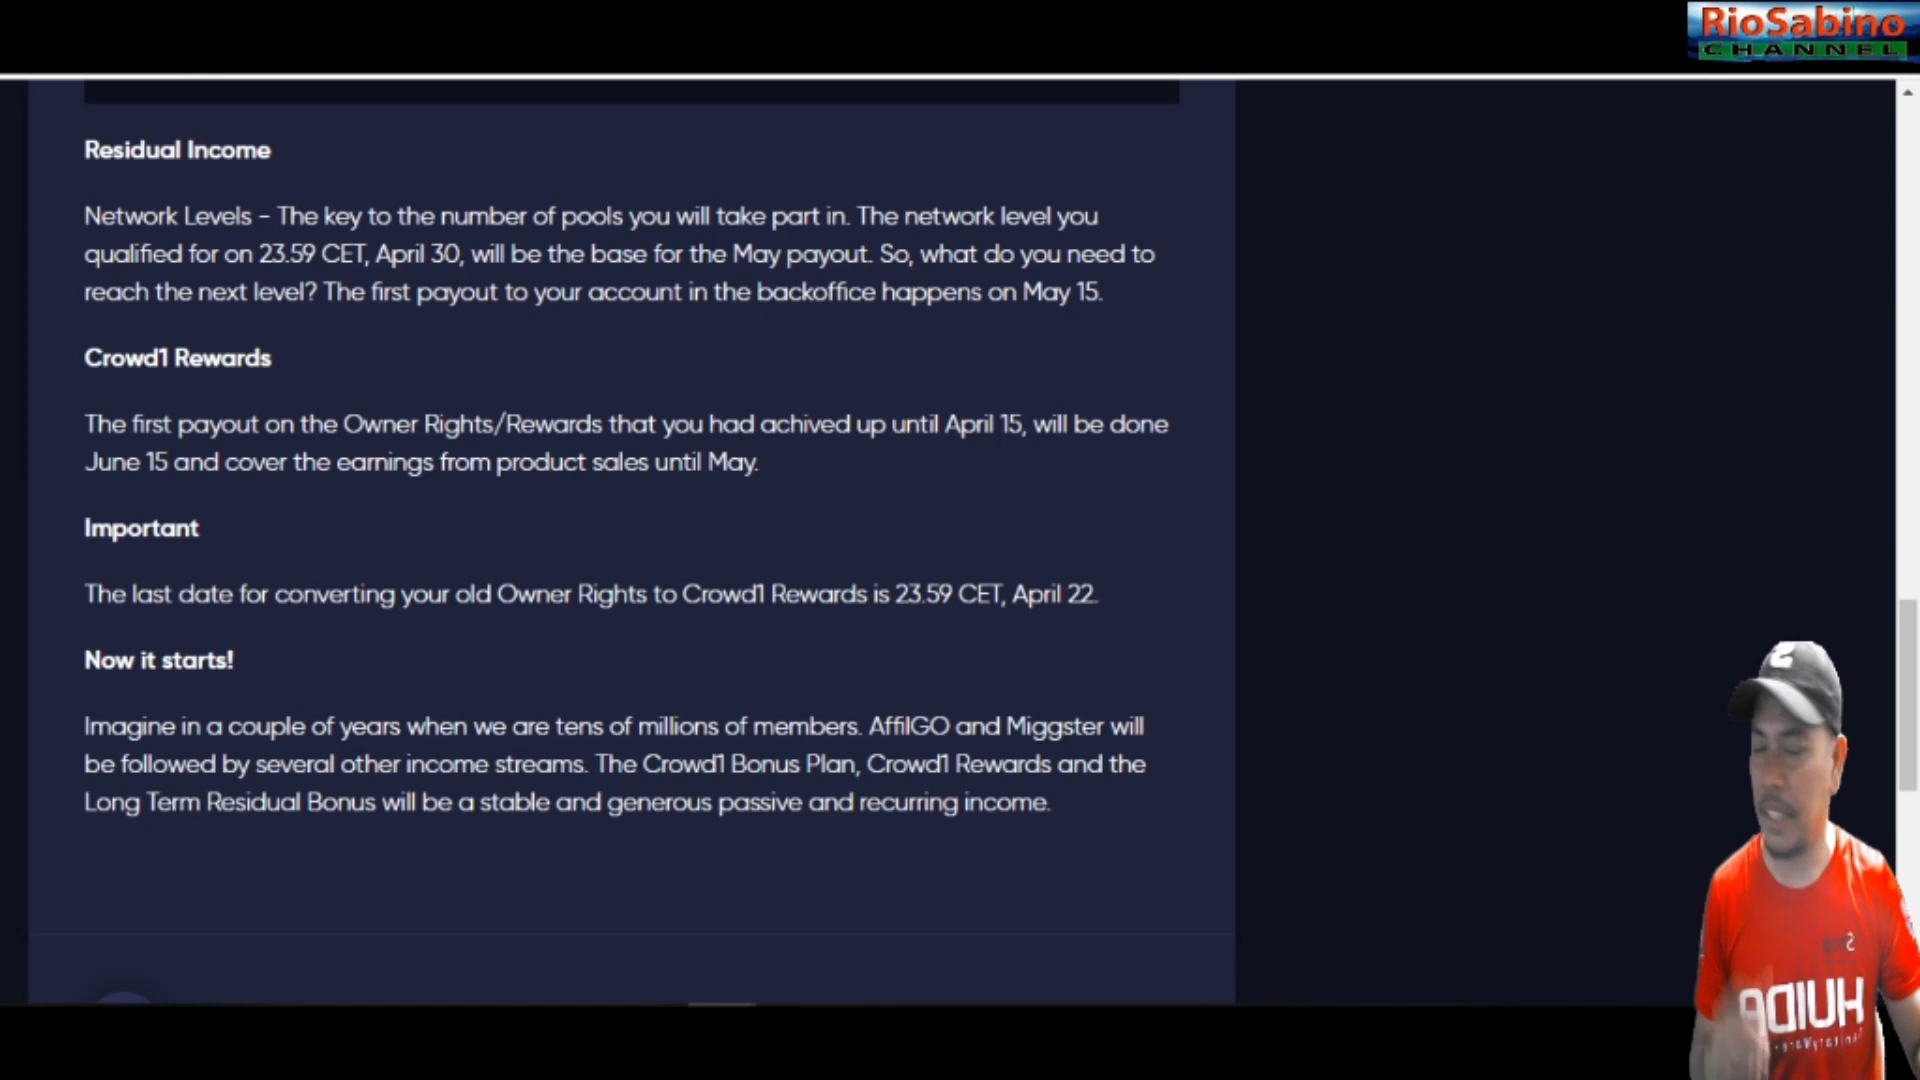 RioSabino
CHANNEL
Residual Income
Network Levels - The key to the number of pools you will take part in. The network level you
qualified for on 23.59 CET, April 30, will be the base for the May payout. So, what do you need to
reach the next level? The first payout to your account in the backoffice happens on May 15.
Crowd1 Rewards
The first payout on the Owner Rights/Rewards that you had achived up until April 15, will be done
June 15 and cover the earnings from product sales until May.
Important
The last date for converting your old Owner Rights to Crowd1 Rewards is 23.59 CET, April 22.
Now it starts!
Imagine in a couple of years when we are tens of millions of members. AffilGO and Miggster will
be followed by several other income streams. The Crowd1 Bonus Plan, Crowd1 Rewards and the
Long Term Residual Bonus will be a stable and generous passive and recurring income.
HUIDA